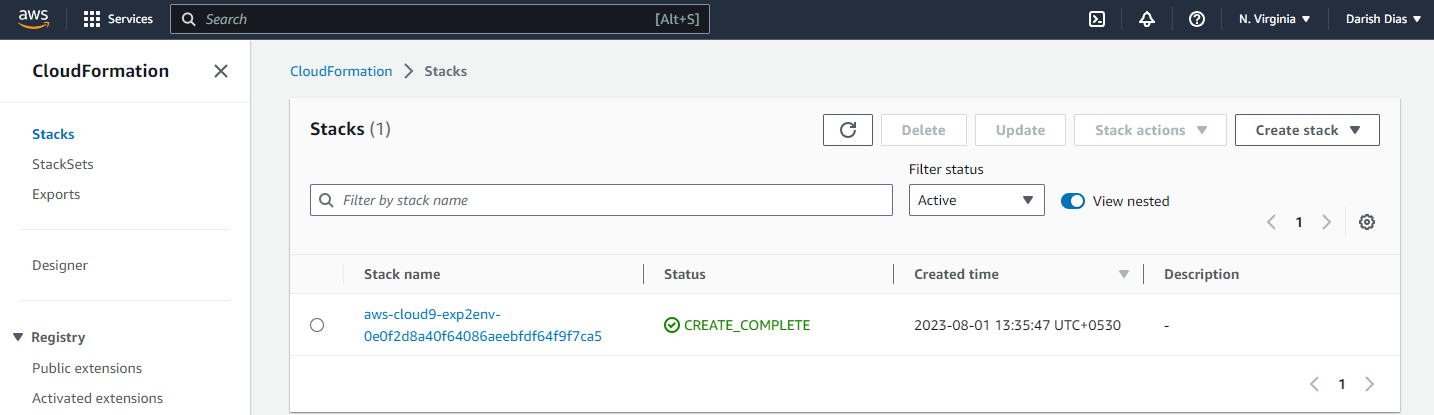 aws
Services
Search
[Alt+S]
N. Virginia
Darish Dias
CloudFormation
Stacks
StackSets
Exports
Designer
Registry
Public extensions
Activated extensions
CloudFormation
Stacks
Stacks (1)
Delete
Update
Stack actions
Create stack
Filter status
Filter by stack name
Active
View nested
1
Stack name
Status
Created time
Description
aws-cloud9-exp2env-
0e0f2d8a40f64086aeebfdf64f9f7ca5
CREATE_COMPLETE
2023-08-01 13:35:47 UTC+0530
-
1